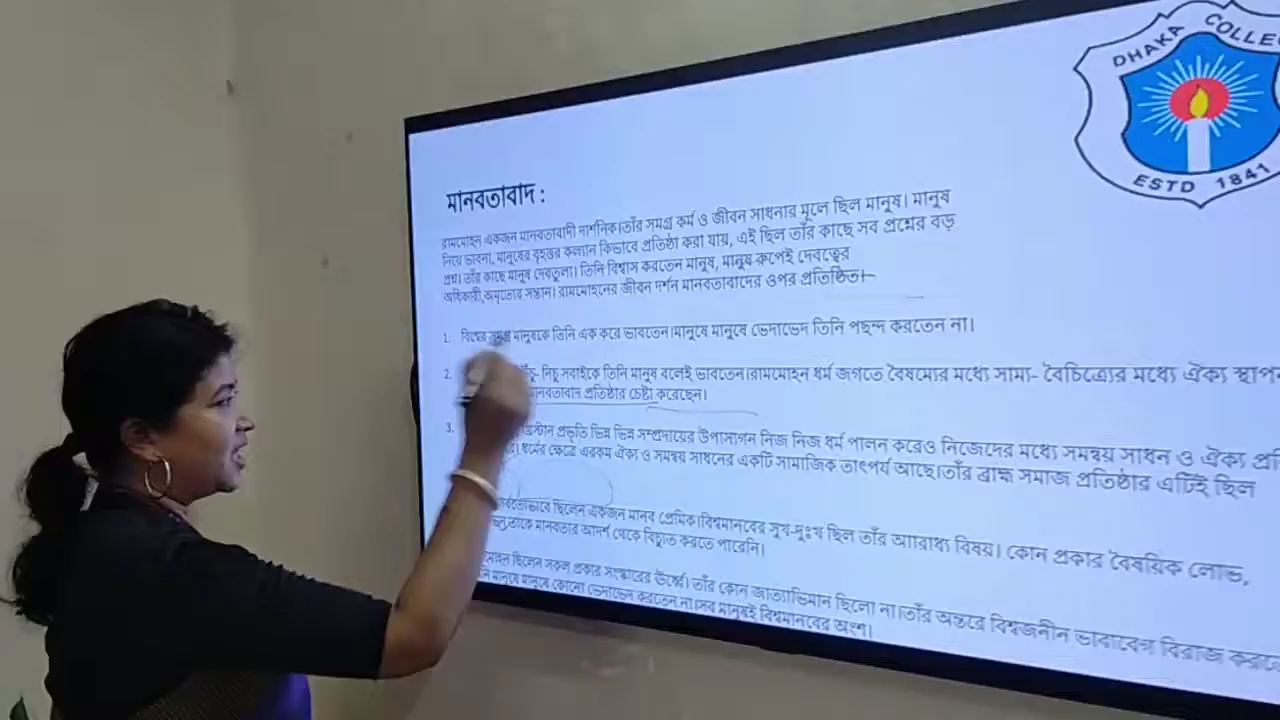 DHAKA COLLE
ESTD 1841
মানবতাবাদ :
রামমোহন একজন মানবতাবাদী দার্শনিক।তাঁর সমগ্র কর্ম ও জীবন সাধনার মূলে ছিল মানুষ। মানুষ
নিয়ে ভাবনা, মানুষের বৃহত্তর কল্যান কিভাবে প্রতিষ্ঠা করা যায়, এই ছিল তাঁর কাছে সব প্রশ্নের বড়
প্রশ্ন। তাঁর কাছে মানুষ দেবতুল্য। তিনি বিশ্বাস করতেন মানুষ, মানুষ রুপেই দেবত্বের
অধিকারী,অমৃতের সন্তান। রামমোহনের জীবন দর্শন মানবতাবাদের ওপর প্রতিষ্ঠিত।
1. বিশ্বের সমগ্র মানুষকে তিনি এক করে ভাবতেন।মানুষে মানুষে ভেদাভেদ তিনি পছন্দ করতেন না।
2. নিচু সবাইকে তিনি মানুষ বলেই ভাবতেন।রামমোহন ধর্ম জগতে বৈষম্যের মধ্যে সাম্য- বৈচিত্র্যের মধ্যে ঐক্য স্থাপন
মানবতাবাদ প্রতিষ্ঠার চেষ্টা করেছেন।
3. প্রভৃতি ভিন্ন ভিন্ন সম্প্রদায়ের উপাসাগন নিজ নিজ ধর্ম পালন করেও নিজেদের মধ্যে সমন্বয় সাধন ও ঐক্য
ধর্মের ক্ষেত্রে এরকম ঐক্য ও সমন্বয় সাধনের একটি সামাজিক তাৎপর্য আছে।তাঁর ব্রাহ্ম সমাজ প্রতিষ্ঠার এটিই ছিল
ছিলেন একজন মানব প্রেমিক।বিশ্বমানবের সুখ-দুঃখ ছিল তাঁর আারাধ্য বিষয়। কোন প্রকার বৈষয়িক লোভ,
তাকে মানবতার আদর্শ থেকে বিচ্যুত করতে পারেনি।
ছিলেন সকল প্রকার সংস্কারের ঊর্ধ্বে। তাঁর কোন জাত্যাভিমান ছিলো না।তাঁর অন্তরে বিশ্বজনীন ভাবাবেগ বিরাজ
মানুষে মানুষে কোনো ভেদাভেদ করতেন না।সব মানুষই বিশ্বমানবের অংশ।